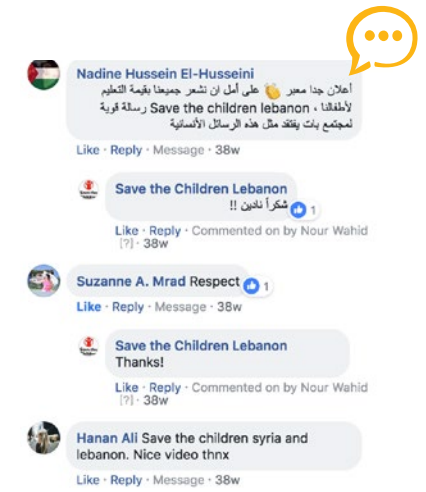 Nadine Hussein El-Husseini
أعلان جدا معبر 👏 على أمل ان نشعر جميعنا بقيمة التعليم
لأطفالنا ، Save the children lebanon رسالة قوية
لمجتمع بات يفتقد مثل هذه الرسائل الأنسانية
Like · Reply · Message · 38w
Save the Children Lebanon
شكراً نادين !! 1
Like · Reply · Commented on by Nour Wahid
[?] · 38w
Suzanne A. Mrad Respect 1
Like · Reply · Message · 38w
Save the Children Lebanon
Thanks!
Like · Reply · Commented on by Nour Wahid
[?] · 38w
Hanan Ali Save the children syria and
lebanon. Nice video thnx
Like · Reply · Message · 38w